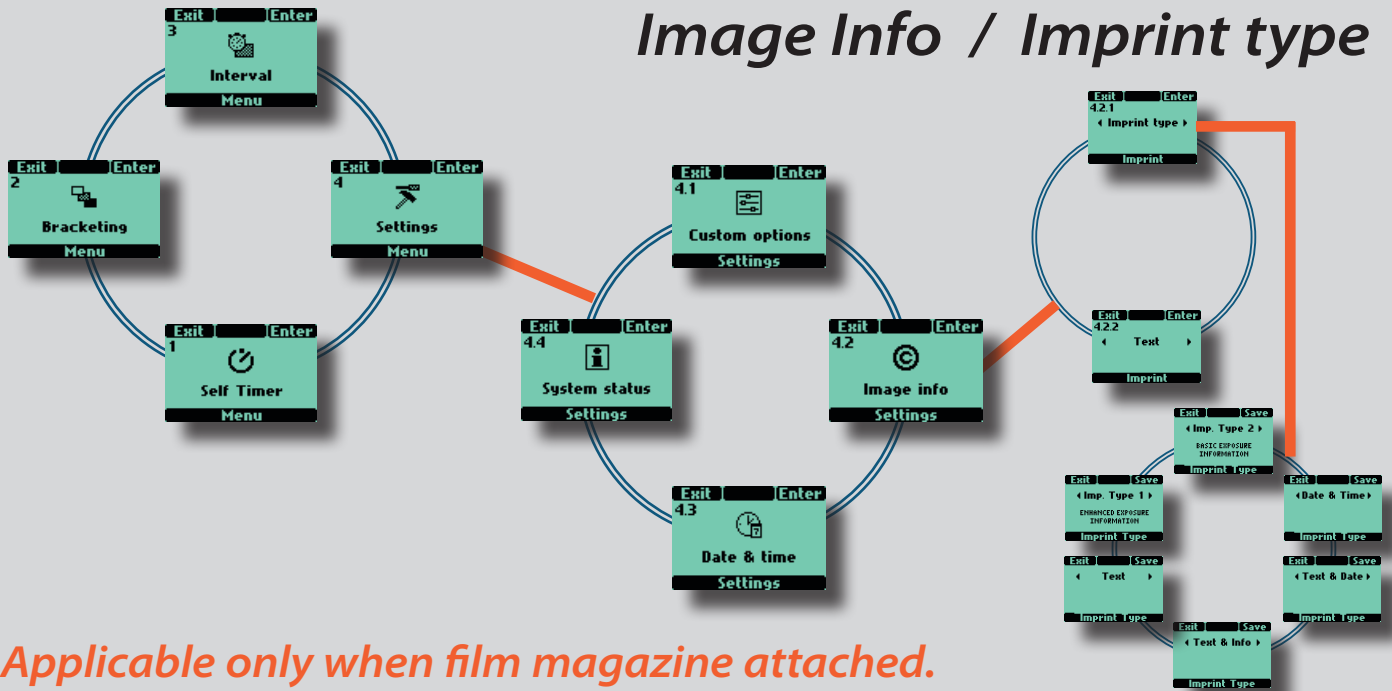 Image Info / Imprint type
Exit Enter
3
Interval
Menu
Exit Enter
2
Bracketing
Menu
Exit Enter
4
Settings
Menu
Exit Enter
1
Self Timer
Menu
Exit Enter
4.1
Custom options
Settings
Exit Enter
4.4
System status
Settings
Exit Enter
4.2
Image info
Settings
Exit Enter
4.3
Date & time
Settings
Exit Enter
4.2.1
Imprint type
Imprint
Exit Enter
4.2.2
Text
Imprint
Exit Save
Imp. Type 2
BASIC EXPOSURE
INFORMATION
Imprint Type
Exit Save
Imp. Type 1
ENHANCED EXPOSURE
INFORMATION
Imprint Type
Exit Save
Date & Time
Imprint Type
Exit Save
Text
Imprint Type
Exit Save
Text & Date
Imprint Type
Exit Save
Text & Info
Imprint Type
Applicable only when film magazine attached.